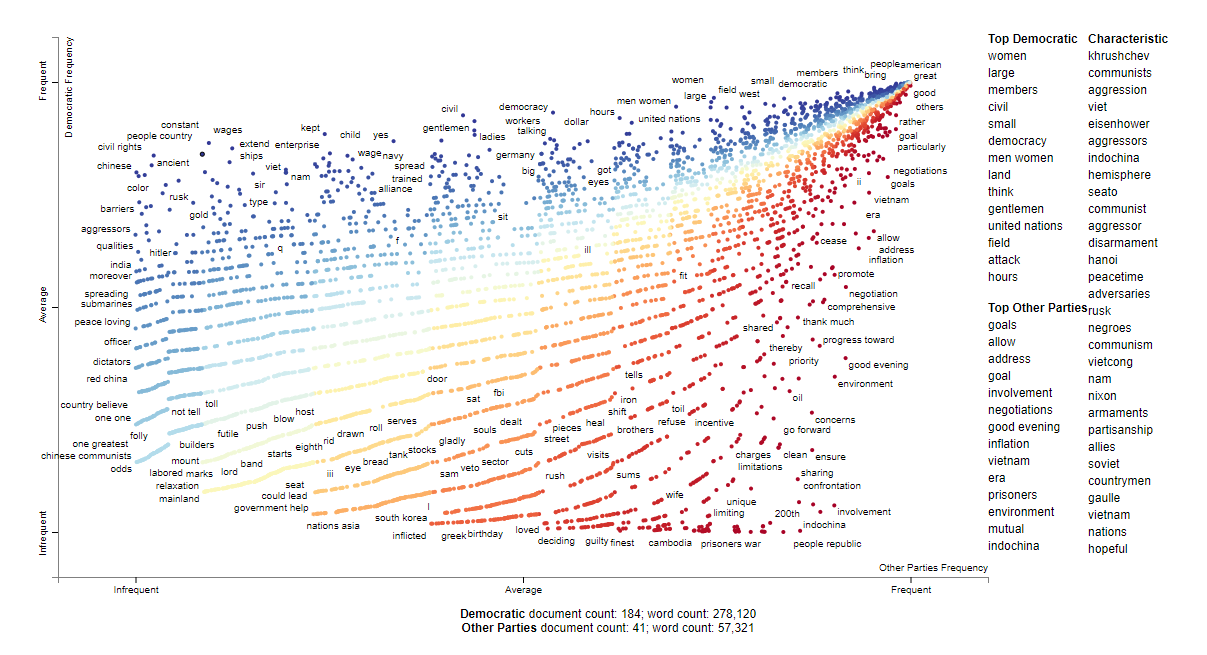 Democratic Frequency
Frequent
Average
Infrequent
Infrequent
Average
Frequent
Other Parties Frequency
women
small
members
democratic
think
bring
people
american
great
good
others
rather
goal
particularly
field
west
large
men women
united nations
hours
dollar
democracy
workers
talking
civil
gentlemen
ladies
germany
big
got
eyes
kept
child
yes
wage
navy
spread
trained
alliance
constant
people country
civil rights
wages
extend
ships
enterprise
viet
nam
sir
type
chinese
ancient
color
rusk
gold
barriers
aggressors
qualities
hitler
india
moreover
spreading
submarines
peace loving
officer
dictators
red china
country believe
one one
folly
one greatest
chinese communists
odds
q
f
sit
ill
fit
ii
negotiations
goals
vietnam
era
cease
allow
address
inflation
promote
recall
negotiation
comprehensive
thank much
shared
progress toward
thereby
priority
good evening
environment
oil
concerns
go forward
charges
limitations
clean
ensure
sharing
confrontation
unique
limiting
200th
involvement
indochina
people republic
prisoners war
cambodia
finest
guilty
deciding
loved
birthday
greek
inflicted
south korea
l
nations asia
government help
could lead
seat
mainland
relaxation
labored
marks
mount
builders
not tell
toll
futile
push
blow
host
lord
band
starts
eighth
rid
drawn
roll
serves
iii
eye
bread
tank
stocks
gladly
sam
veto
sector
souls
dealt
cuts
sat
fbi
door
tells
iron
shift
heal
pieces
street
brothers
toil
refuse
incentive
visits
rush
sums
wife
Top Democratic
women
large
members
civil
small
democracy
men women
land
think
gentlemen
united nations
field
attack
hours
Top Other Parties
goals
allow
address
goal
involvement
negotiations
good evening
inflation
vietnam
era
prisoners
environment
mutual
indochina
Characteristic
khrushchev
communists
aggression
viet
eisenhower
aggressors
indochina
hemisphere
seato
communist
aggressor
disarmament
hanoi
peacetime
adversaries
rusk
negroes
communism
vietcong
nam
nixon
armaments
partisanship
allies
soviet
countrymen
gaulle
vietnam
nations
hopeful
Democratic document count: 184; word count: 278,120
Other Parties document count: 41; word count: 57,321